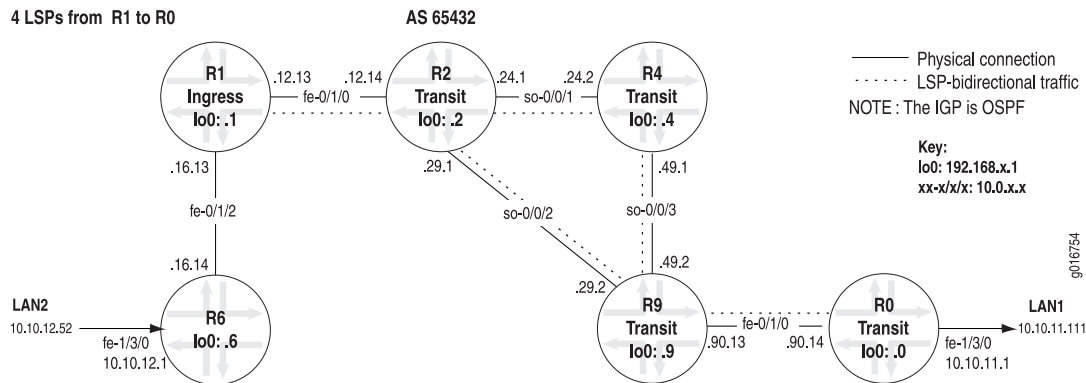 4 LSPs from R1 to R0
AS 65432
R1
Ingress
lo0: .1
.12.13
fe-0/1/0
.12.14
R2
Transit
lo0: .2
.24.1
so-0/0/1
.24.2
R4
Transit
lo0: .4
Physical connection
LSP-bidirectional traffic
NOTE : The IGP is OSPF
Key:
lo0: 192.168.x.1
xx-x/x/x: 10.0.x.x
.16.13
.29.1
.49.1
fe-0/1/2
so-0/0/2
so-0/0/3
.16.14
.29.2
.49.2
LAN2
10.10.12.52
fe-1/3/0
10.10.12.1
R6
lo0: .6
R9
Transit
lo0: .9
fe-0/1/0
.90.13
.90.14
R0
Transit
lo0: .0
LAN1
10.10.11.111
fe-1/3/0
10.10.11.1
g016754